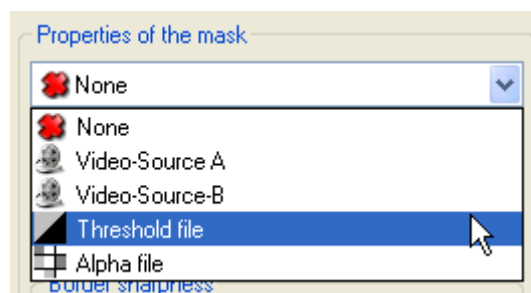 Properties of the mask
None
None
Video-Source A
Video-Source-B
Threshold file
Alpha file
Border sharpness